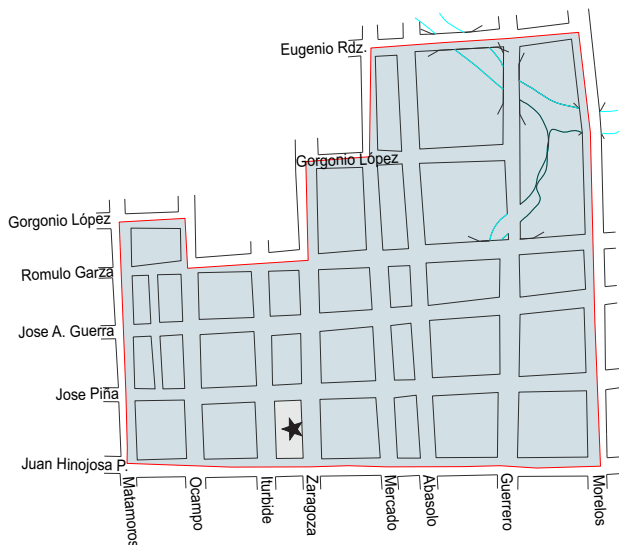 Eugenio Rdz.
Gorgonio López
Gorgonio López
Romulo Garza
Jose A. Guerra
Jose Piña
Juan Hinojosa P.
Matamoros
Ocampo
Iturbide
Zaragoza
Mercado
Abasolo
Guerrero
Morelos